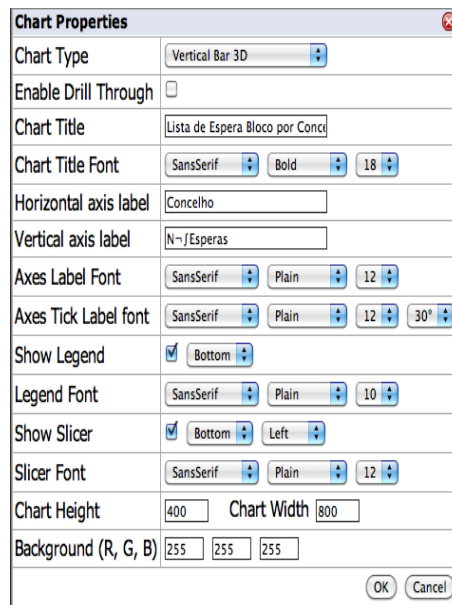 Chart Properties
Chart Type Vertical Bar 3D
Enable Drill Through
Chart Title Lista de Espera Bloco por Conce
Chart Title Font SansSerif Bold 18
Horizontal axis label Concelho
Vertical axis label N¬∫Esperas
Axes Label Font SansSerif Plain 12
Axes Tick Label font SansSerif Plain 12 30°
Show Legend Bottom
Legend Font SansSerif Plain 10
Show Slicer Bottom Left
Slicer Font SansSerif Plain 12
Chart Height 400 Chart Width 800
Background (R, G, B) 255 255 255
OK Cancel